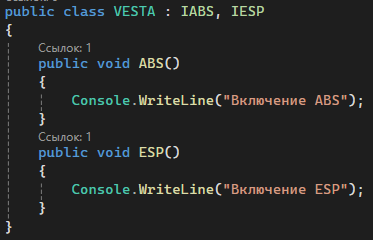 public class VESTA : IABS, IESP
{
Ссылок: 1
public void ABS()
{
Console.WriteLine("Включение ABS");
}
Ссылок: 1
public void ESP()
{
Console.WriteLine("Включение ESP");
}
}